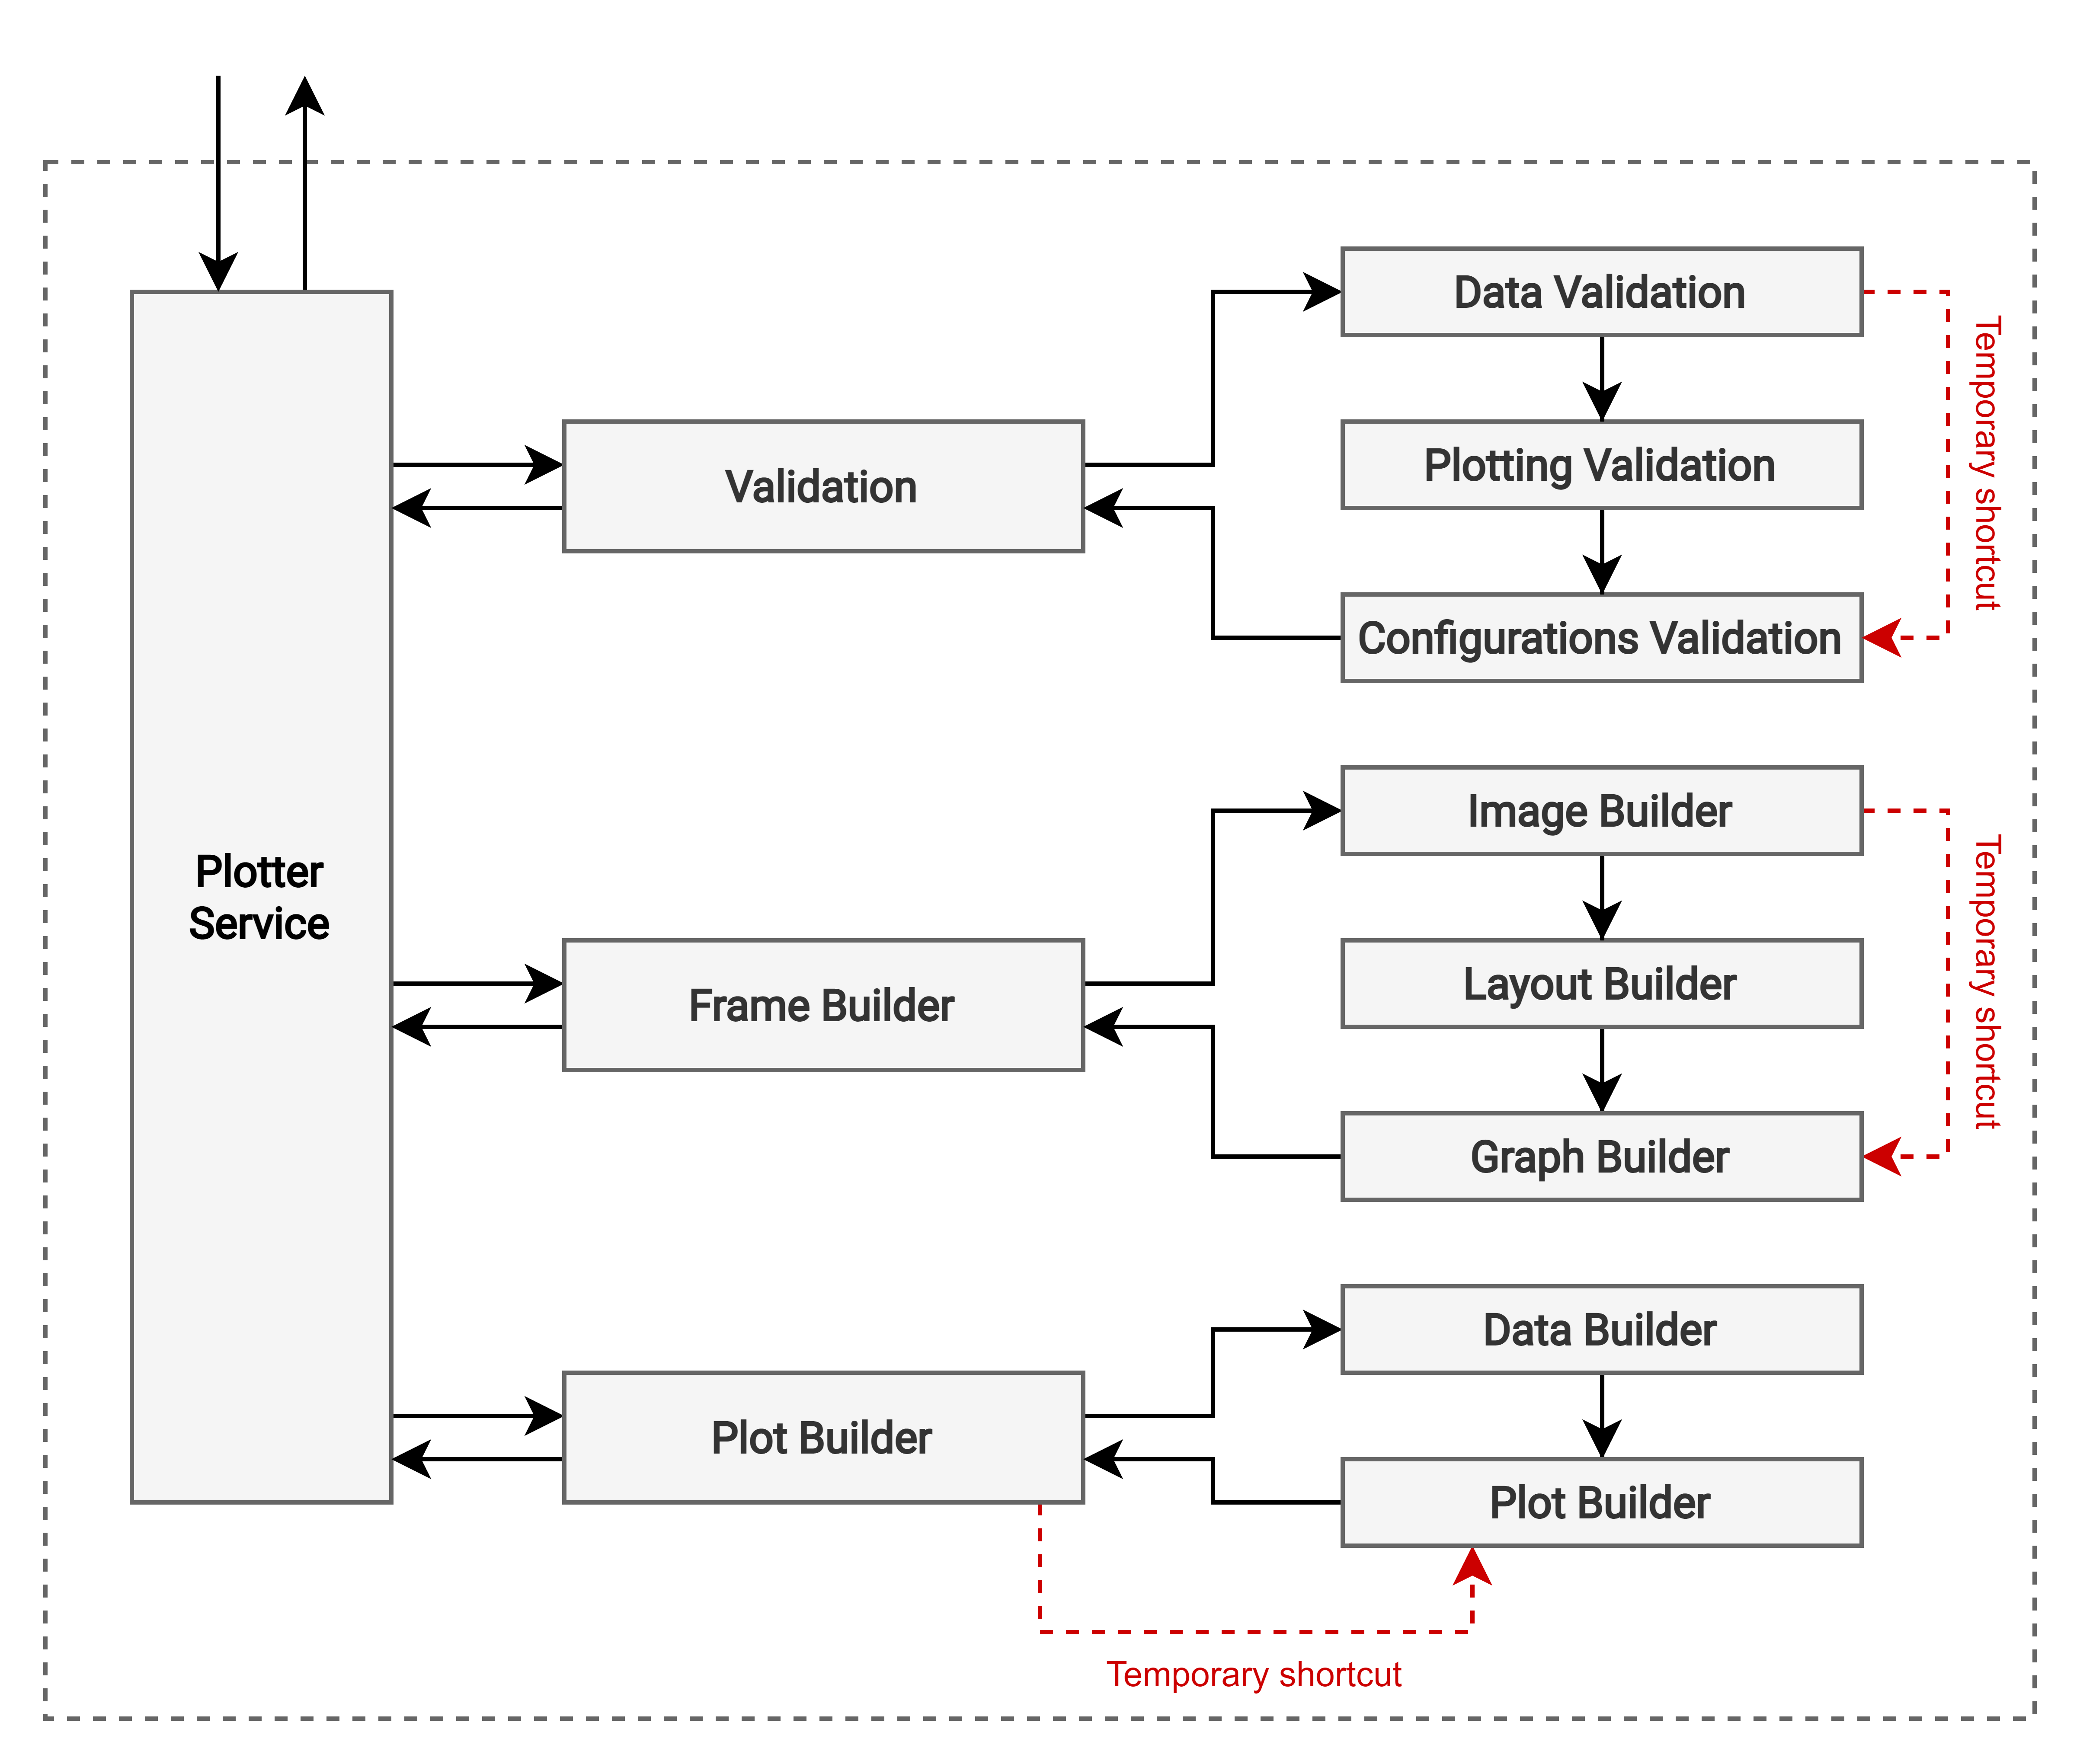 Plotter
Service
Validation
Data Validation
Plotting Validation
Configurations Validation
Temporary shortcut
Frame Builder
Image Builder
Layout Builder
Graph Builder
Temporary shortcut
Plot Builder
Data Builder
Plot Builder
Temporary shortcut